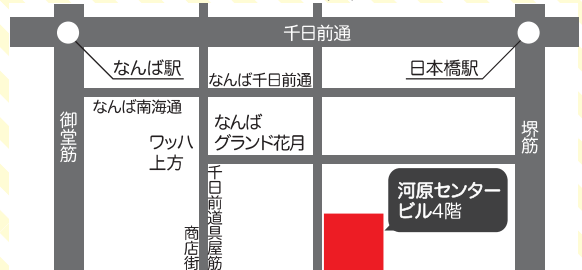 千日前通
なんば駅
日本橋駅
なんば千日前通
なんば南海通
御堂筋
ワッハ
上方
なんば
グランド花月
堺筋
千日前道具屋筋
商店街
河原センター
ビル4階